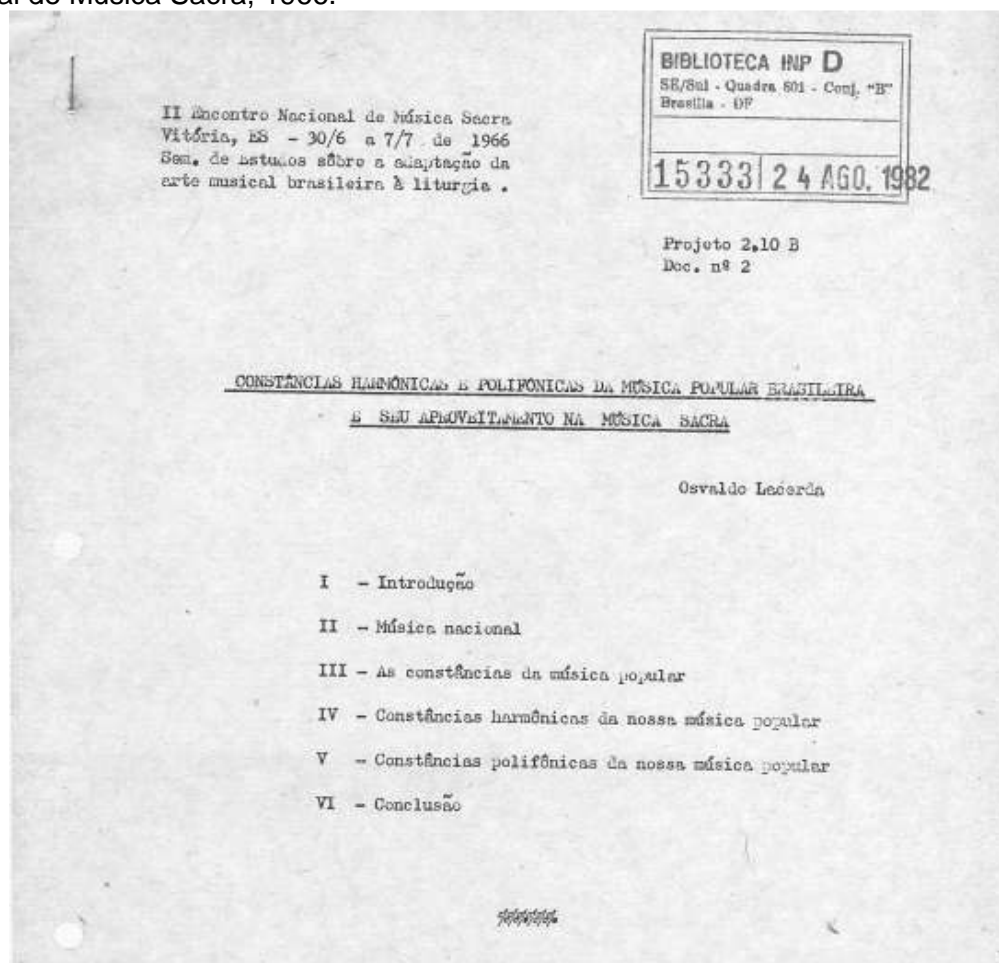 al de Música Sacra, 1966.
BIBLIOTECA INP D
SE/Sul - Quadra 801 - Conj. "B"
Brasília - DF
15333 24 AGO. 1982
II Encontro Nacional de Música Sacra
Vitória, ES - 30/6 a 7/7 de 1966
Sem. de Estudos sôbre a adaptação da
arte musical brasileira à liturgia .
Projeto 2.10 B
Doc. nº 2
CONSTÂNCIAS HARMÔNICAS E POLIFÔNICAS DA MÚSICA POPULAR BRASILEIRA
E SEU APROVEITAMENTO NA MÚSICA SACRA
Osvaldo Lacerda
I - Introdução
II - Música nacional
III - As constâncias da música popular
IV - Constâncias harmônicas da nossa música popular
V - Constâncias polifônicas da nossa música popular
VI - Conclusão